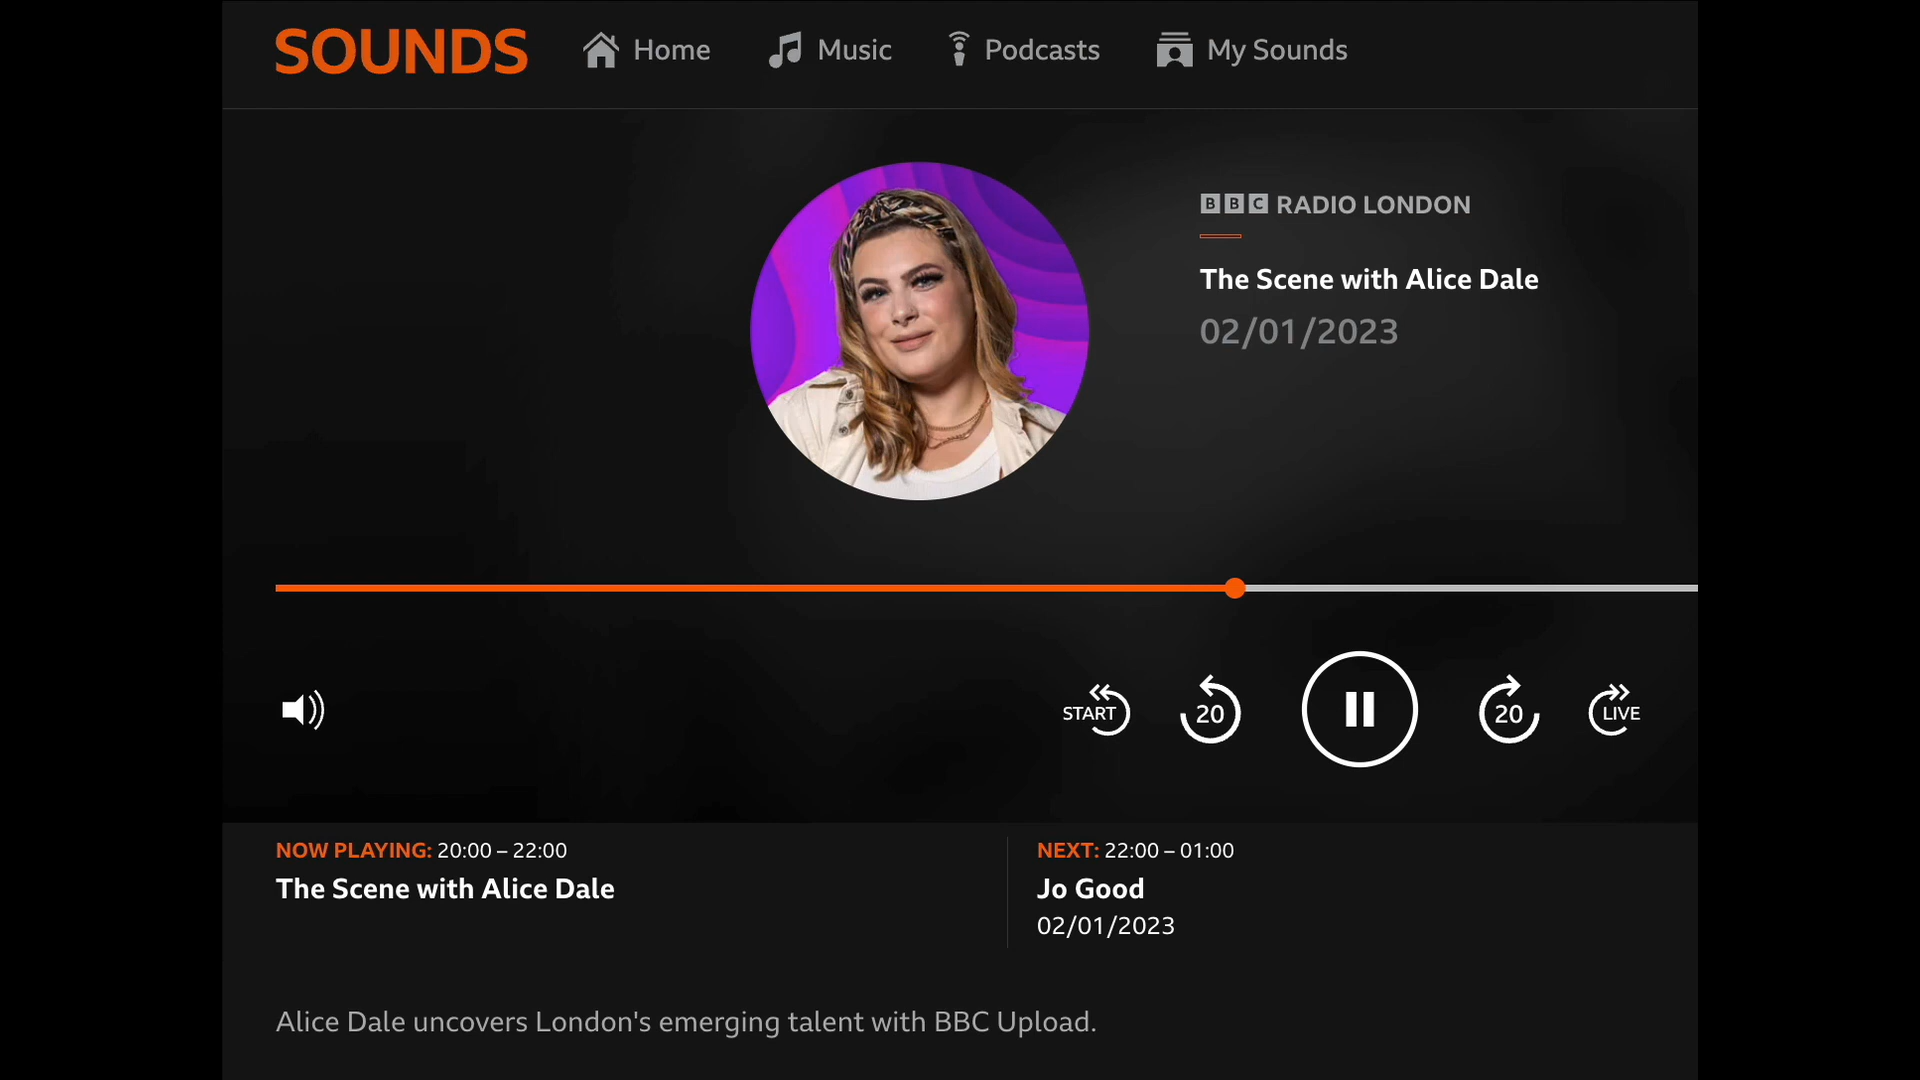 SOUNDS
Home
Music
Podcasts
My Sounds
BBC RADIO LONDON
The Scene with Alice Dale
02/01/2023
START
20
20
LIVE
NOW PLAYING: 20:00 – 22:00
The Scene with Alice Dale
NEXT: 22:00 – 01:00
Jo Good
02/01/2023
Alice Dale uncovers London's emerging talent with BBC Upload.